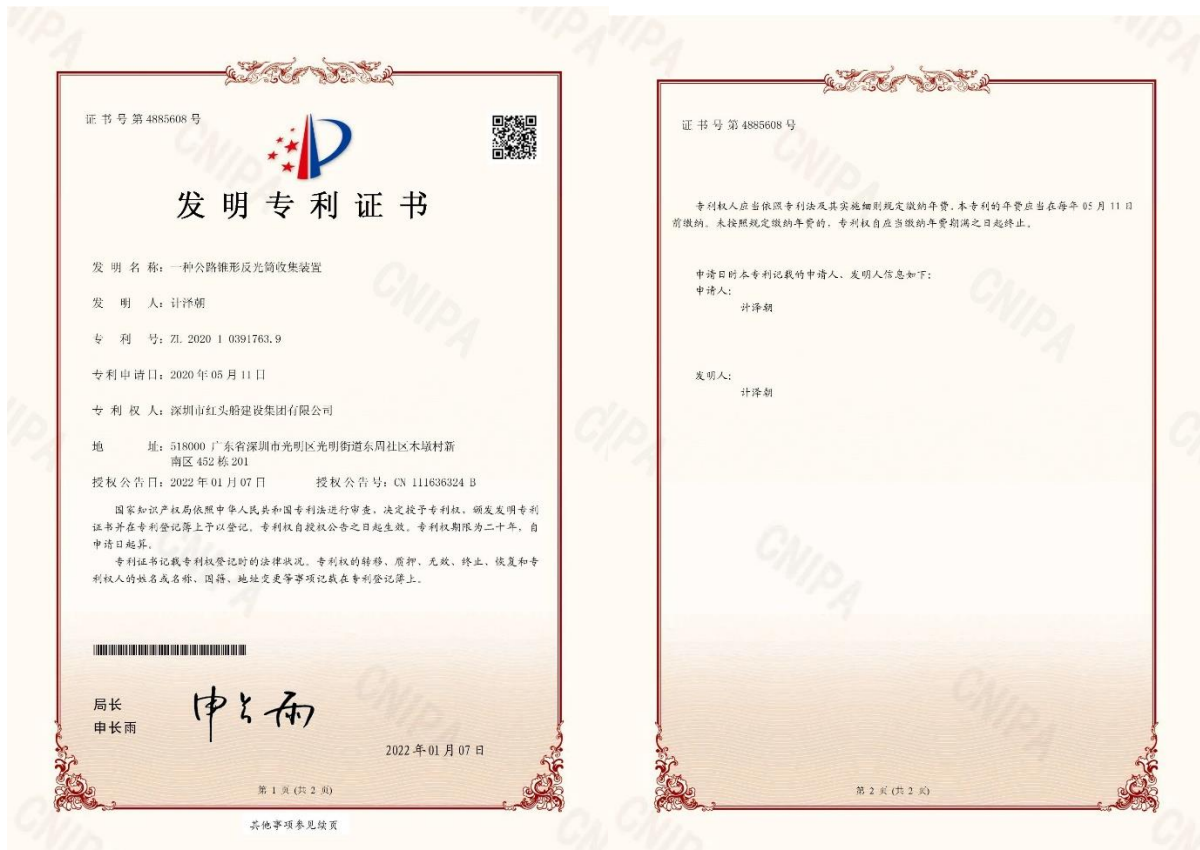 证书号第4885608号
发明专利证书
发明名称：一种公路锥形反光筒收集装置
发明人：计泽朝
专利号：ZL 2020 1 0391763.9
专利申请日：2020年05月11日
专利权人：深圳市红头船建设集团有限公司
地址：518000 广东省深圳市光明区光明街道东周社区木墩村新
南区452栋201
授权公告日：2022年01月07日 授权公告号：CN 111636324 B
国家知识产权局依照中华人民共和国专利法进行审查，决定授予专利权，颁发发明专利
证书并在专利登记簿上予以登记。专利权自授权公告之日起生效。专利权期限为二十年，自
申请日起算。
专利证书记载专利权登记时的法律状况。专利权的转移、质押、无效、终止、恢复和专
利权人的姓名或名称、国籍、地址变更等事项记载在专利登记簿上。
局长
申长雨
申长雨
2022年01月07日
第1页(共2页)
其他事项参见续页
证书号第4885608号
专利权人应当依照专利法及其实施细则规定缴纳年费。本专利的年费应当在每年05月11日
前缴纳。未按照规定缴纳年费的，专利权自应当缴纳年费期满之日起终止。
申请日时本专利记载的申请人、发明人信息如下：
申请人：
计泽朝
发明人：
计泽朝
第2页(共2页)
CNIPA